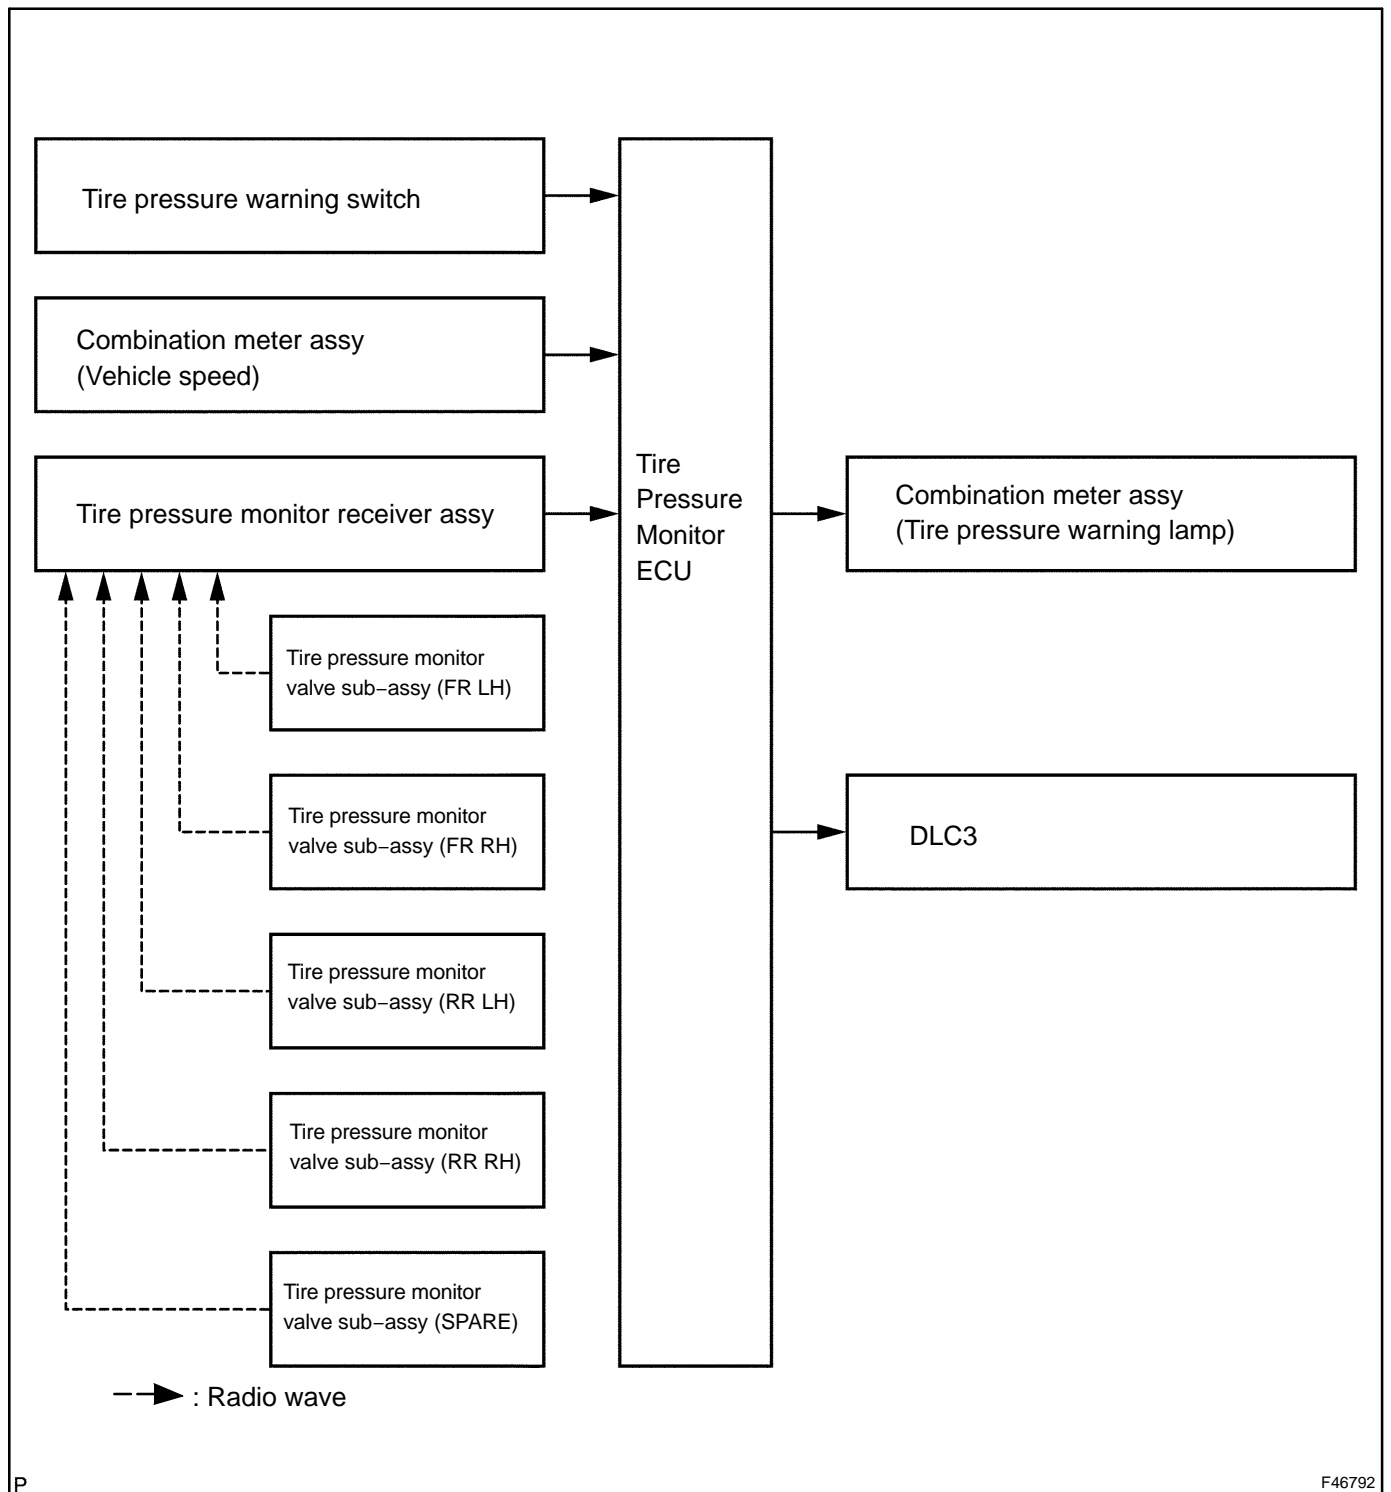 Tire pressure warning switch
Combination meter assy
(Vehicle speed)
Tire pressure monitor receiver assy
Tire pressure monitor
valve sub−assy (FR LH)
Tire pressure monitor
valve sub−assy (FR RH)
Tire pressure monitor
valve sub−assy (RR LH)
Tire pressure monitor
valve sub−assy (RR RH)
Tire pressure monitor
valve sub−assy (SPARE)
Tire
Pressure
Monitor
ECU
Combination meter assy
(Tire pressure warning lamp)
DLC3
: Radio wave
P
F46792